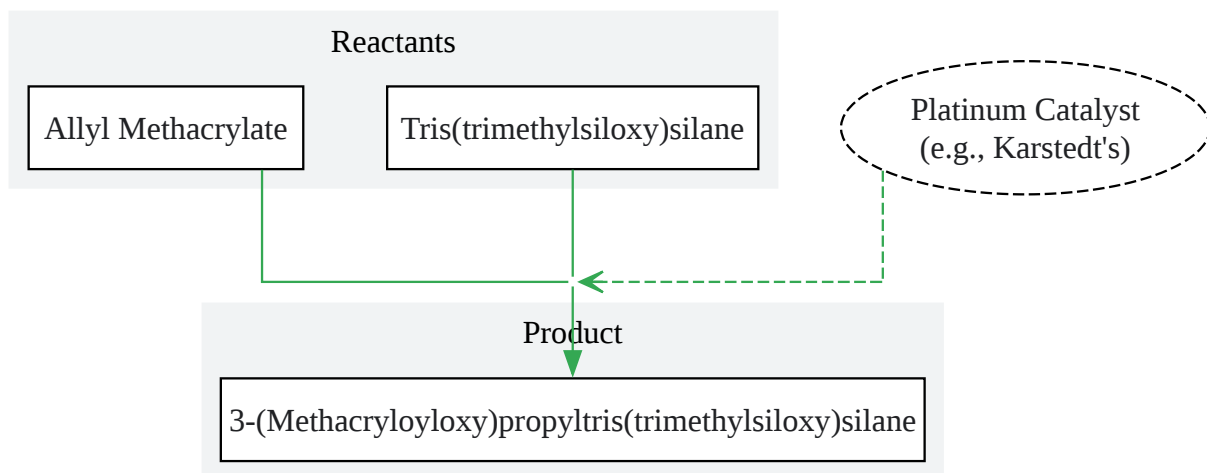 Reactants
Allyl Methacrylate
Tris(trimethylsiloxy)silane
Platinum Catalyst
(e.g., Karstedt's)
Product
3-(Methacryloyloxy)propyltris(trimethylsiloxy)silane